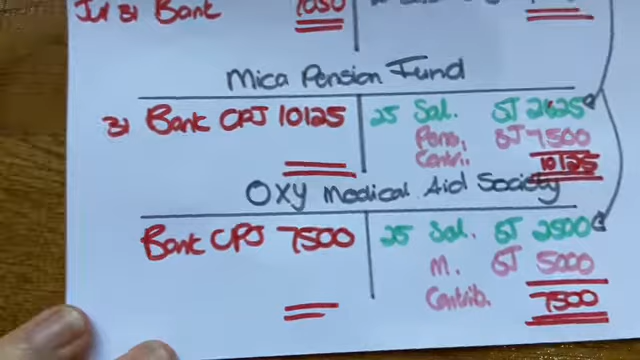 Jul 31 Bank 1050
Mica Pension Fund
31 Bank CPJ 10125 25 Sal. SJ 2625
Pens. SJ 7500
Contri. 10125
Oxy Medical Aid Society
Bank CPJ 7500 25 Sal. SJ 2500
M. SJ 5000
Contrib. 7500